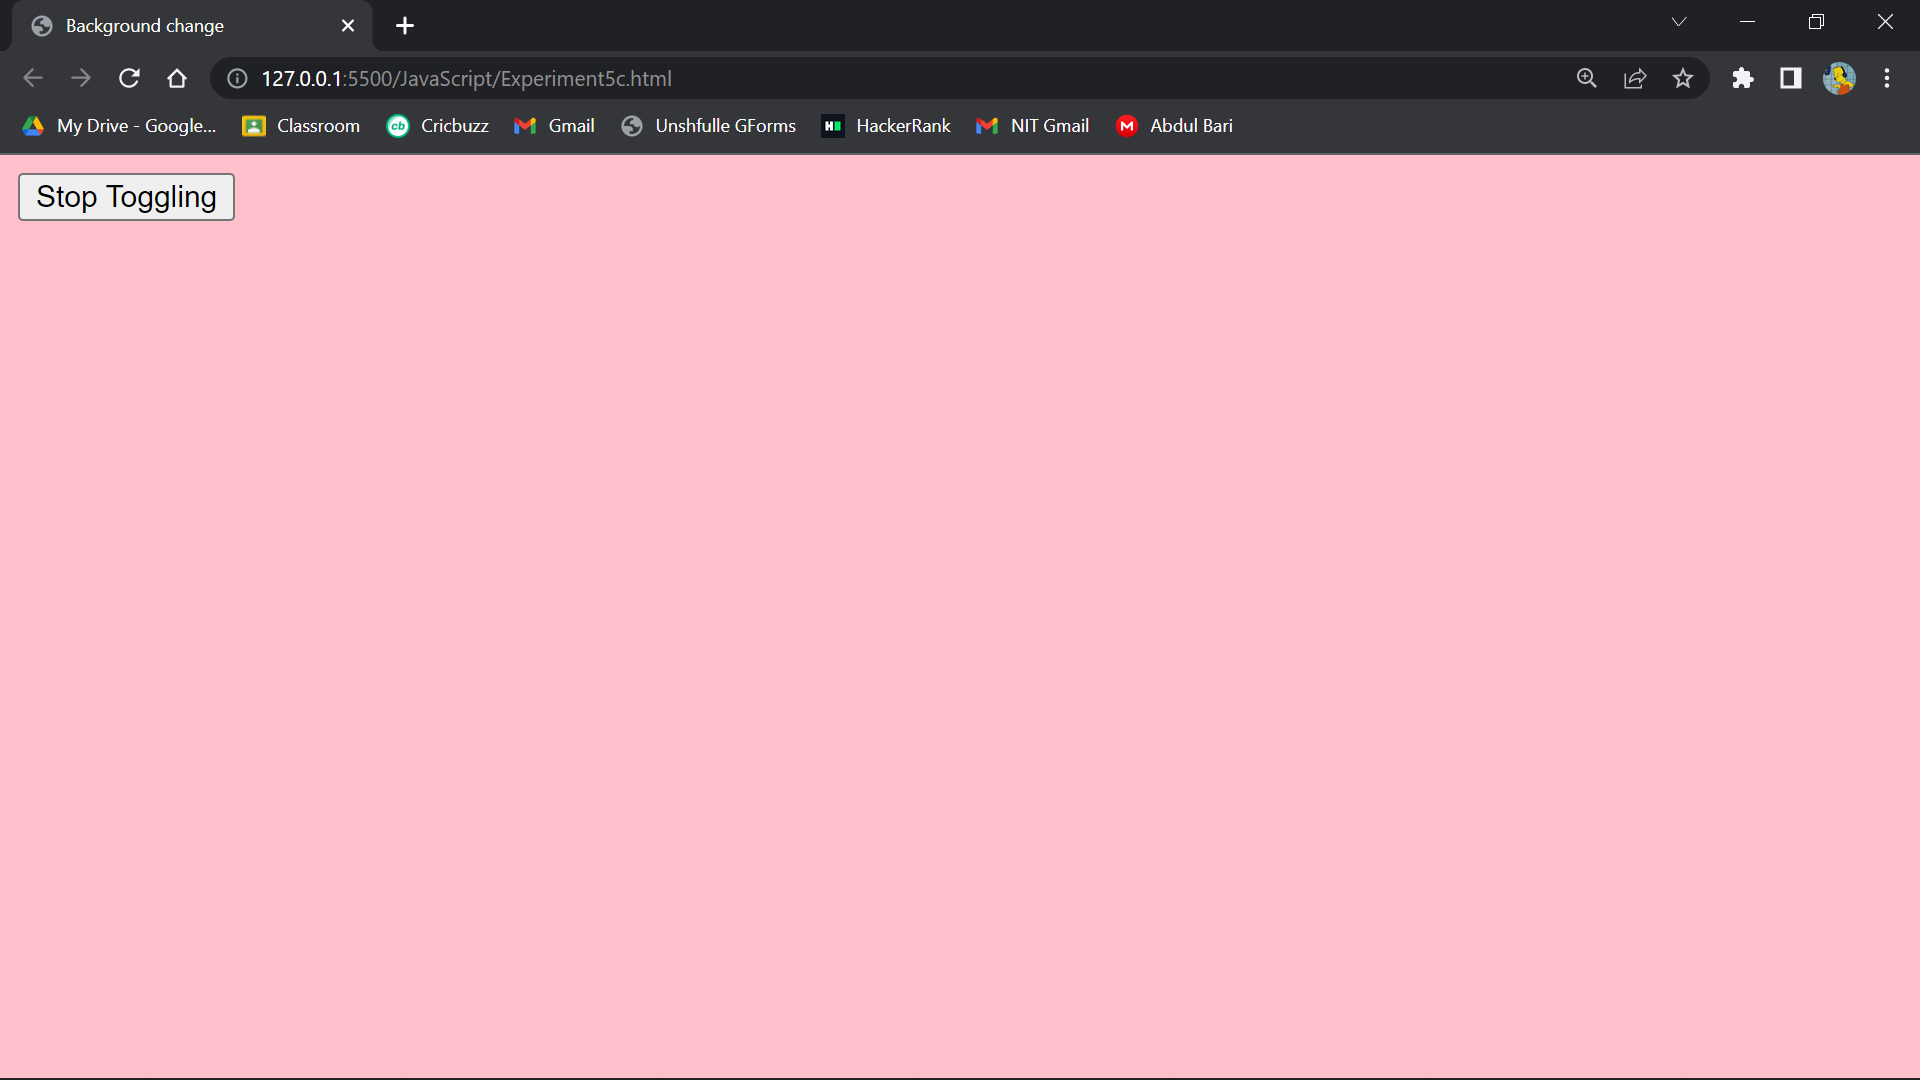 Background change
127.0.0.1:5500/JavaScript/Experiment5c.html
My Drive - Google... Classroom cb Cricbuzz Gmail Unshfulle GForms H HackerRank NIT Gmail M Abdul Bari
Stop Toggling